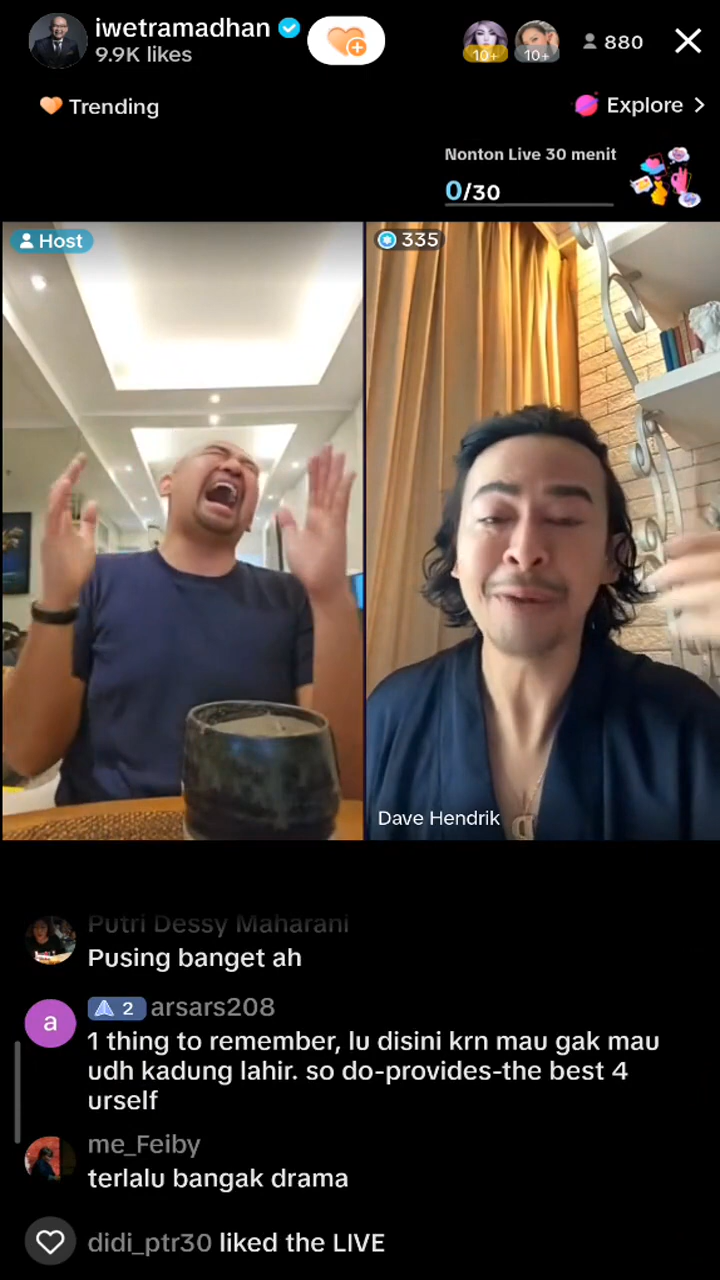 iwetramadhan
9.9K likes
10+
10+
880
Trending
Explore
Nonton Live 30 menit
0/30
Host
335
Dave Hendrik
Putri Dessy Maharani
Pusing banget ah
a
2 arsars208
1 thing to remember, lu disini krn mau gak mau
udh kadung lahir. so do-provides-the best 4
urself
me_Feiby
terlalu bangak drama
didi_ptr30 liked the LIVE